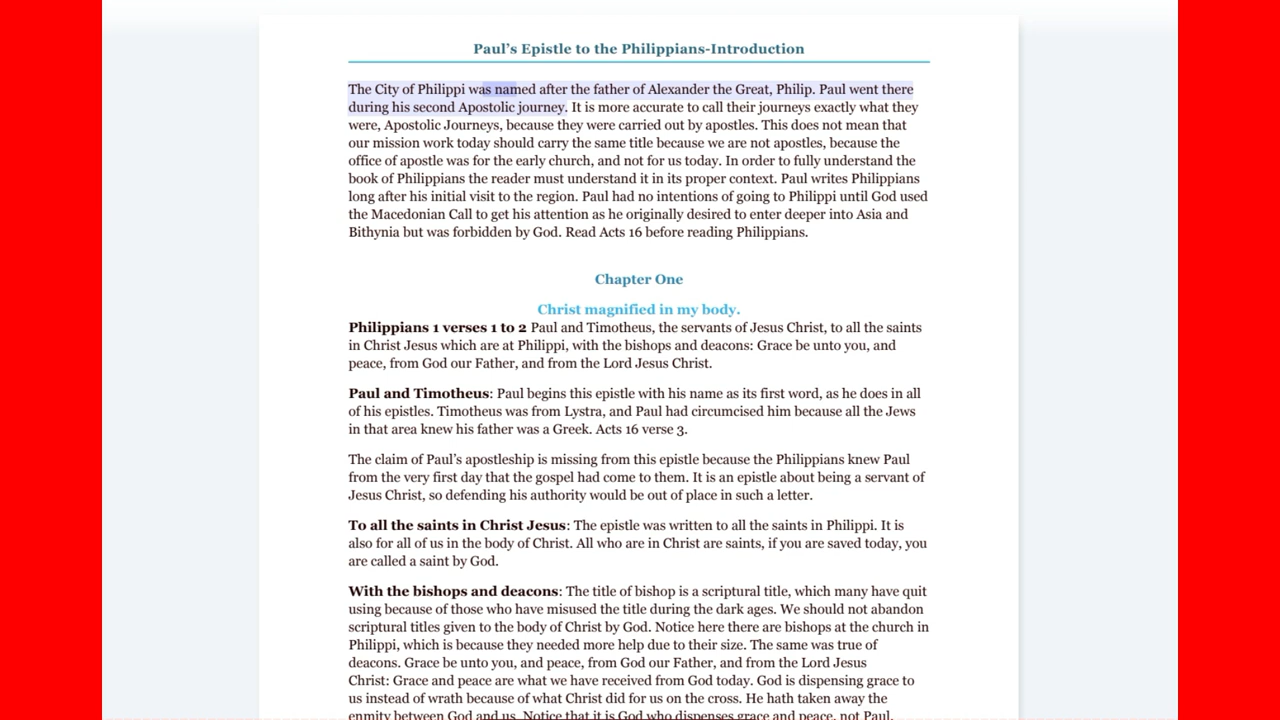 Paul's Epistle to the Philippians-Introduction
The City of Philippi was named after the father of Alexander the Great, Philip. Paul went there
during his second Apostolic journey. It is more accurate to call their journeys exactly what they
were, Apostolic Journeys, because they were carried out by apostles. This does not mean that
our mission work today should carry the same title because we are not apostles, because the
office of apostle was for the early church, and not for us today. In order to fully understand the
book of Philippians the reader must understand it in its proper context. Paul writes Philippians
long after his initial visit to the region. Paul had no intentions of going to Philippi until God used
the Macedonian Call to get his attention as he originally desired to enter deeper into Asia and
Bithynia but was forbidden by God. Read Acts 16 before reading Philippians.
Chapter One
Christ magnified in my body.
Philippians 1 verses 1 to 2 Paul and Timotheus, the servants of Jesus Christ, to all the saints
in Christ Jesus which are at Philippi, with the bishops and deacons: Grace be unto you, and
peace, from God our Father, and from the Lord Jesus Christ.
Paul and Timotheus: Paul begins this epistle with his name as its first word, as he does in all
of his epistles. Timotheus was from Lystra, and Paul had circumcised him because all the Jews
in that area knew his father was a Greek. Acts 16 verse 3.
The claim of Paul's apostleship is missing from this epistle because the Philippians knew Paul
from the very first day that the gospel had come to them. It is an epistle about being a servant of
Jesus Christ, so defending his authority would be out of place in such a letter.
To all the saints in Christ Jesus: The epistle was written to all the saints in Philippi. It is
also for all of us in the body of Christ. All who are in Christ are saints, if you are saved today, you
are called a saint by God.
With the bishops and deacons: The title of bishop is a scriptural title, which many have quit
using because of those who have misused the title during the dark ages. We should not abandon
scriptural titles given to the body of Christ by God. Notice here there are bishops at the church in
Philippi, which is because they needed more help due to their size. The same was true of
deacons. Grace be unto you, and peace, from God our Father, and from the Lord Jesus
Christ: Grace and peace are what we have received from God today. God is dispensing grace to
us instead of wrath because of what Christ did for us on the cross. He hath taken away the
enmity between God and us. Notice that it is God who dispenses grace and peace, not Paul.